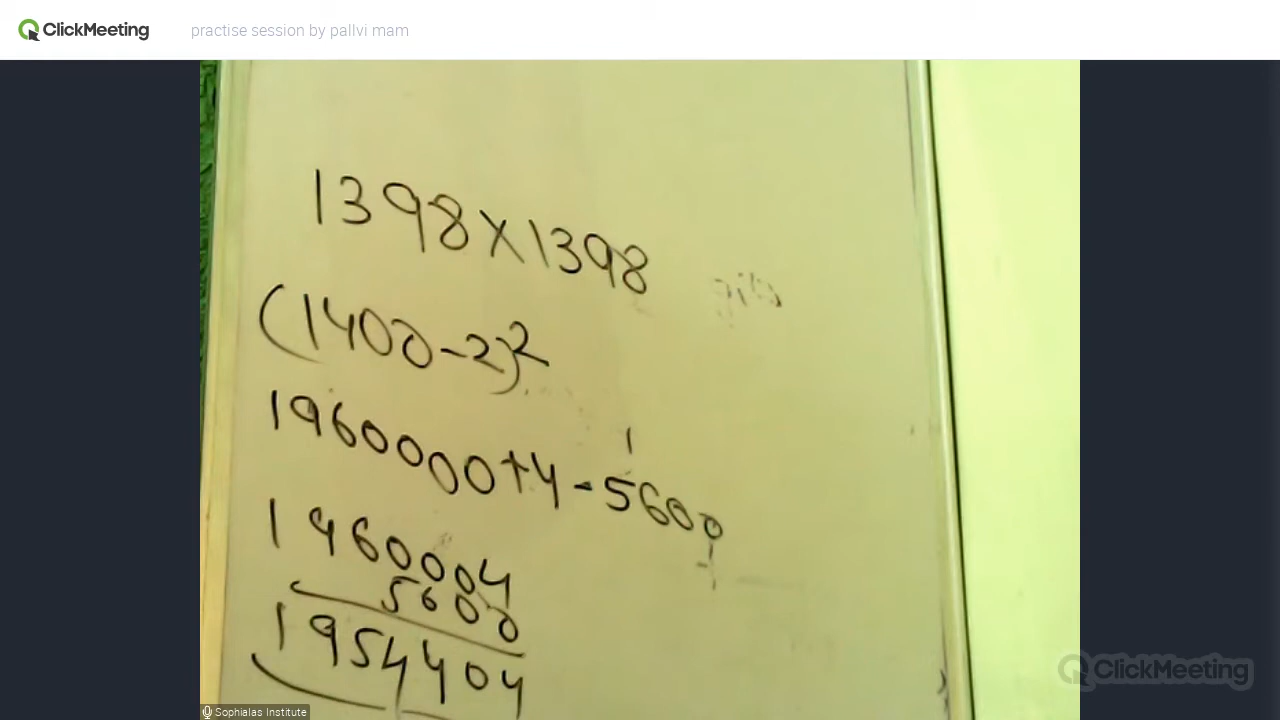 ClickMeeting practise session by pallvi mam
1398×1398
(1400-2)²
1960000+4-5600
1960004
5600
1954404
ClickMeeting
Sophialas Institute